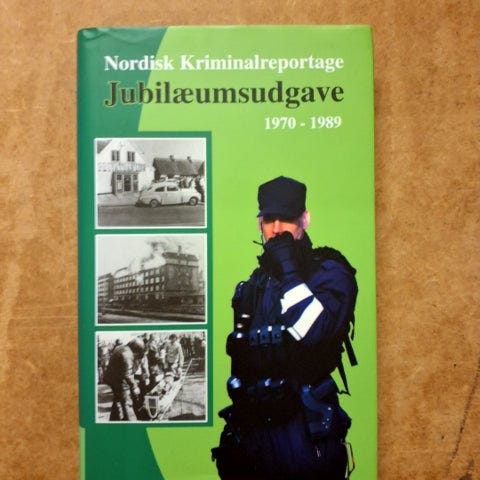 Nordisk Kriminalreportage
Jubilæumsudgave
1970 - 1989